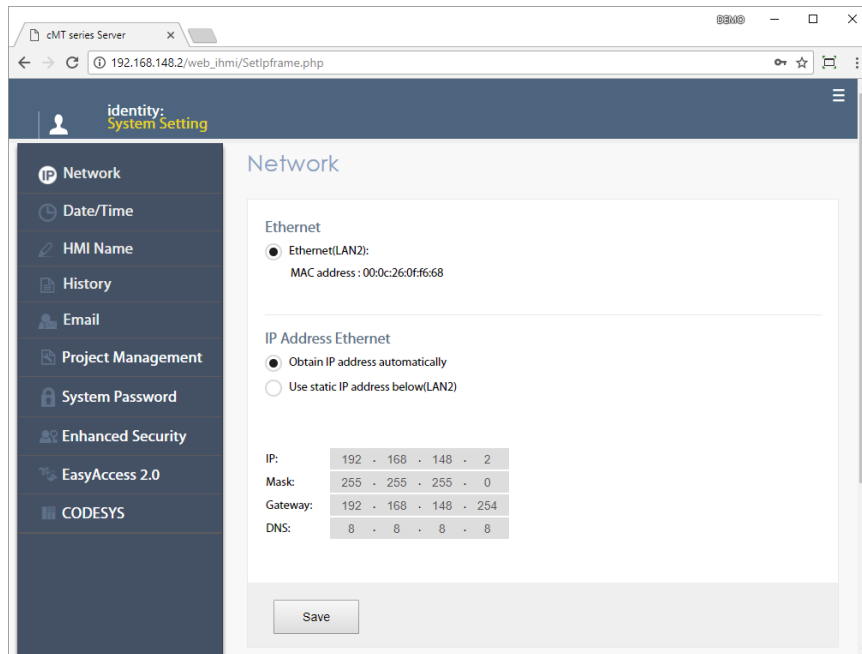 DEMO
cMT series Server
192.168.148.2/web_ihmi/SetIpframe.php
identity:
System Setting
IP Network
Date/Time
HMI Name
History
Email
Project Management
System Password
Enhanced Security
EasyAccess 2.0
CODESYS
Network
Ethernet
Ethernet(LAN2):
MAC address : 00:0c:26:0f:f6:68
IP Address Ethernet
Obtain IP address automatically
Use static IP address below(LAN2)
IP: 192 . 168 . 148 . 2
Mask: 255 . 255 . 255 . 0
Gateway: 192 . 168 . 148 . 254
DNS: 8 . 8 . 8 . 8
Save